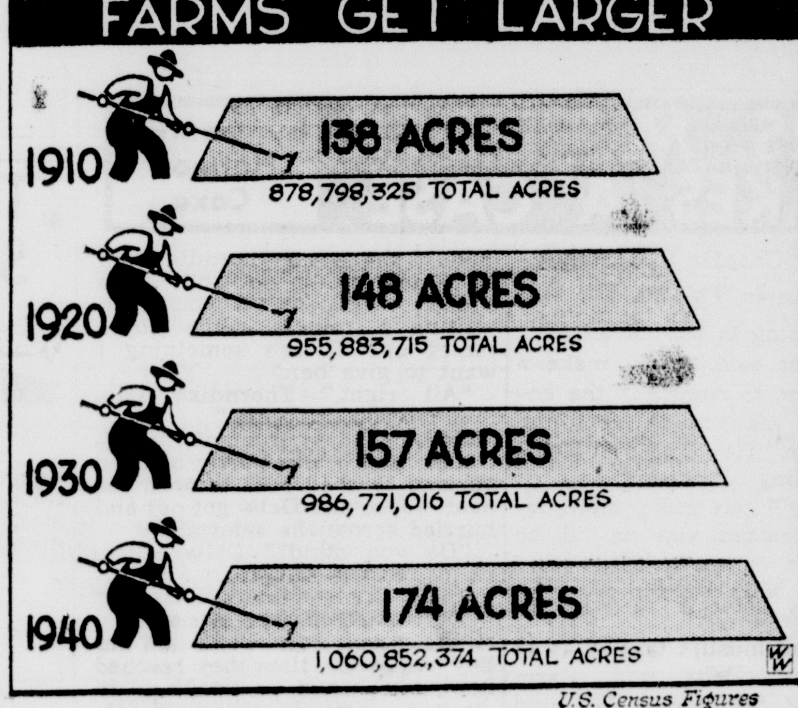 FARMS GET LARGER
1910
138 ACRES
878,798,325 TOTAL ACRES
1920
148 ACRES
955,883,715 TOTAL ACRES
1930
157 ACRES
986,771,016 TOTAL ACRES
1940
174 ACRES
1,060,852,374 TOTAL ACRES
WW
U.S. Census Figures